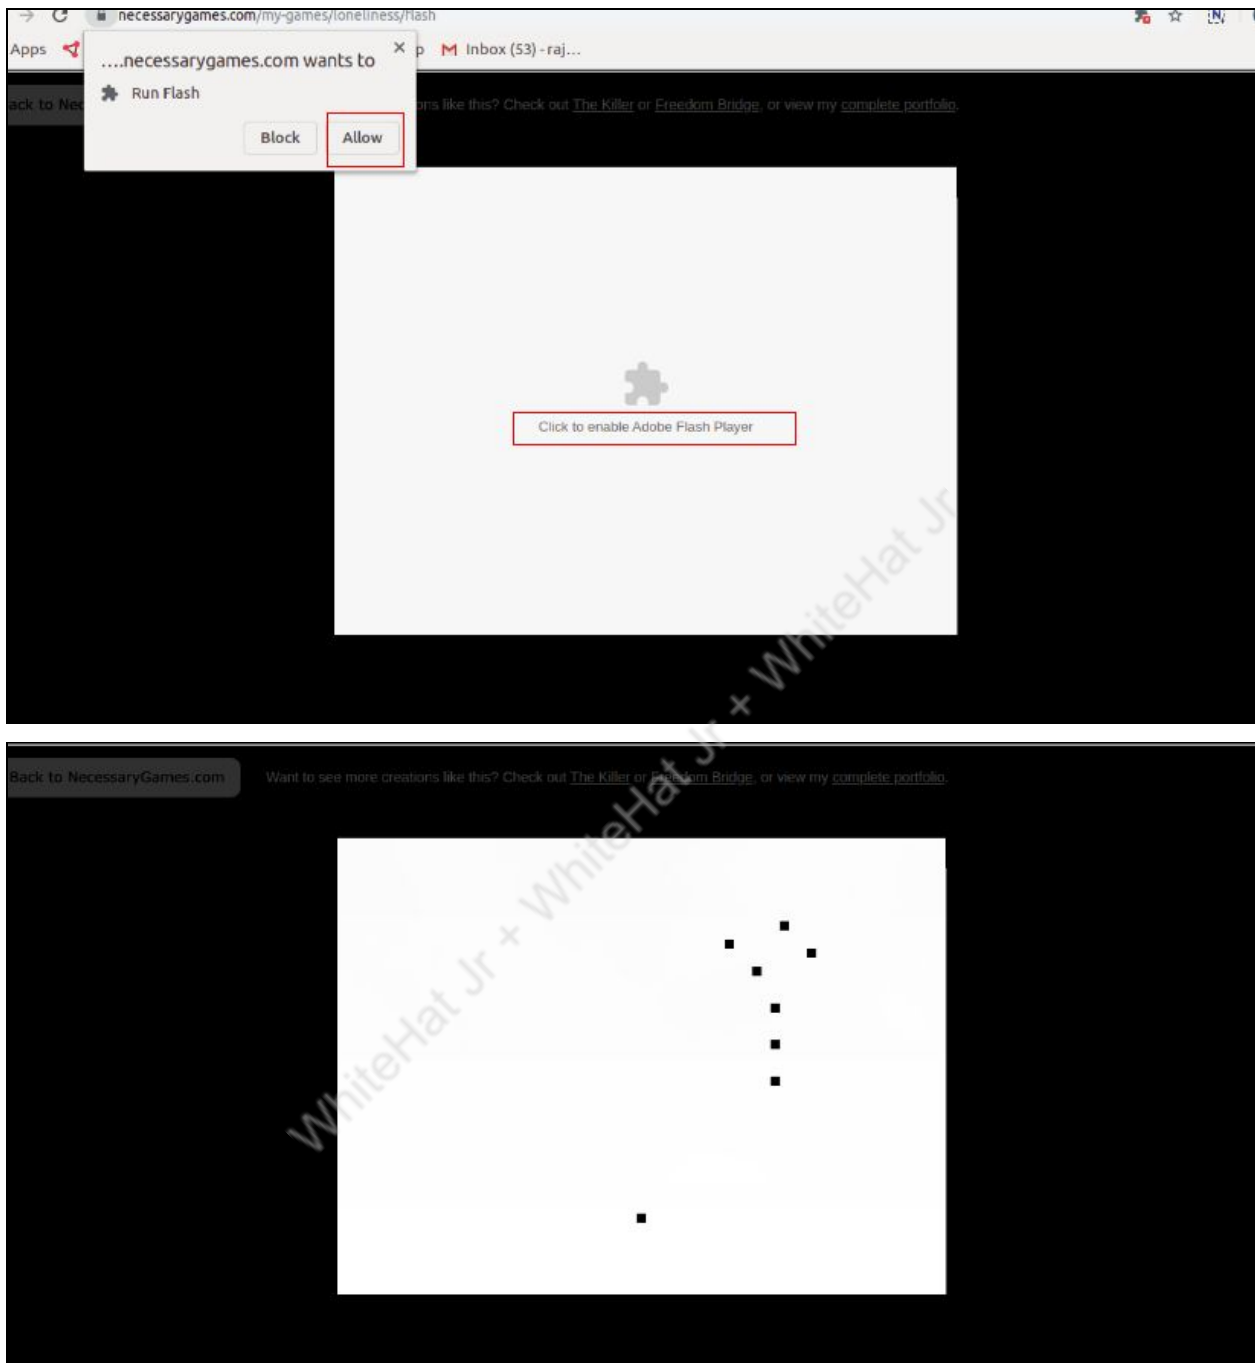 necessarygames.com/my-games/loneliness/flash
Apps
p Inbox (53) - raj...
....necessarygames.com wants to
Run Flash
Block Allow
ack to Nec
ons like this? Check out The Killer or Freedom Bridge, or view my complete portfolio.
Click to enable Adobe Flash Player
Back to NecessaryGames.com
Want to see more creations like this? Check out The Killer or Freedom Bridge, or view my complete portfolio.
WhiteHat Jr + WhiteHat Jr + WhiteHat Jr